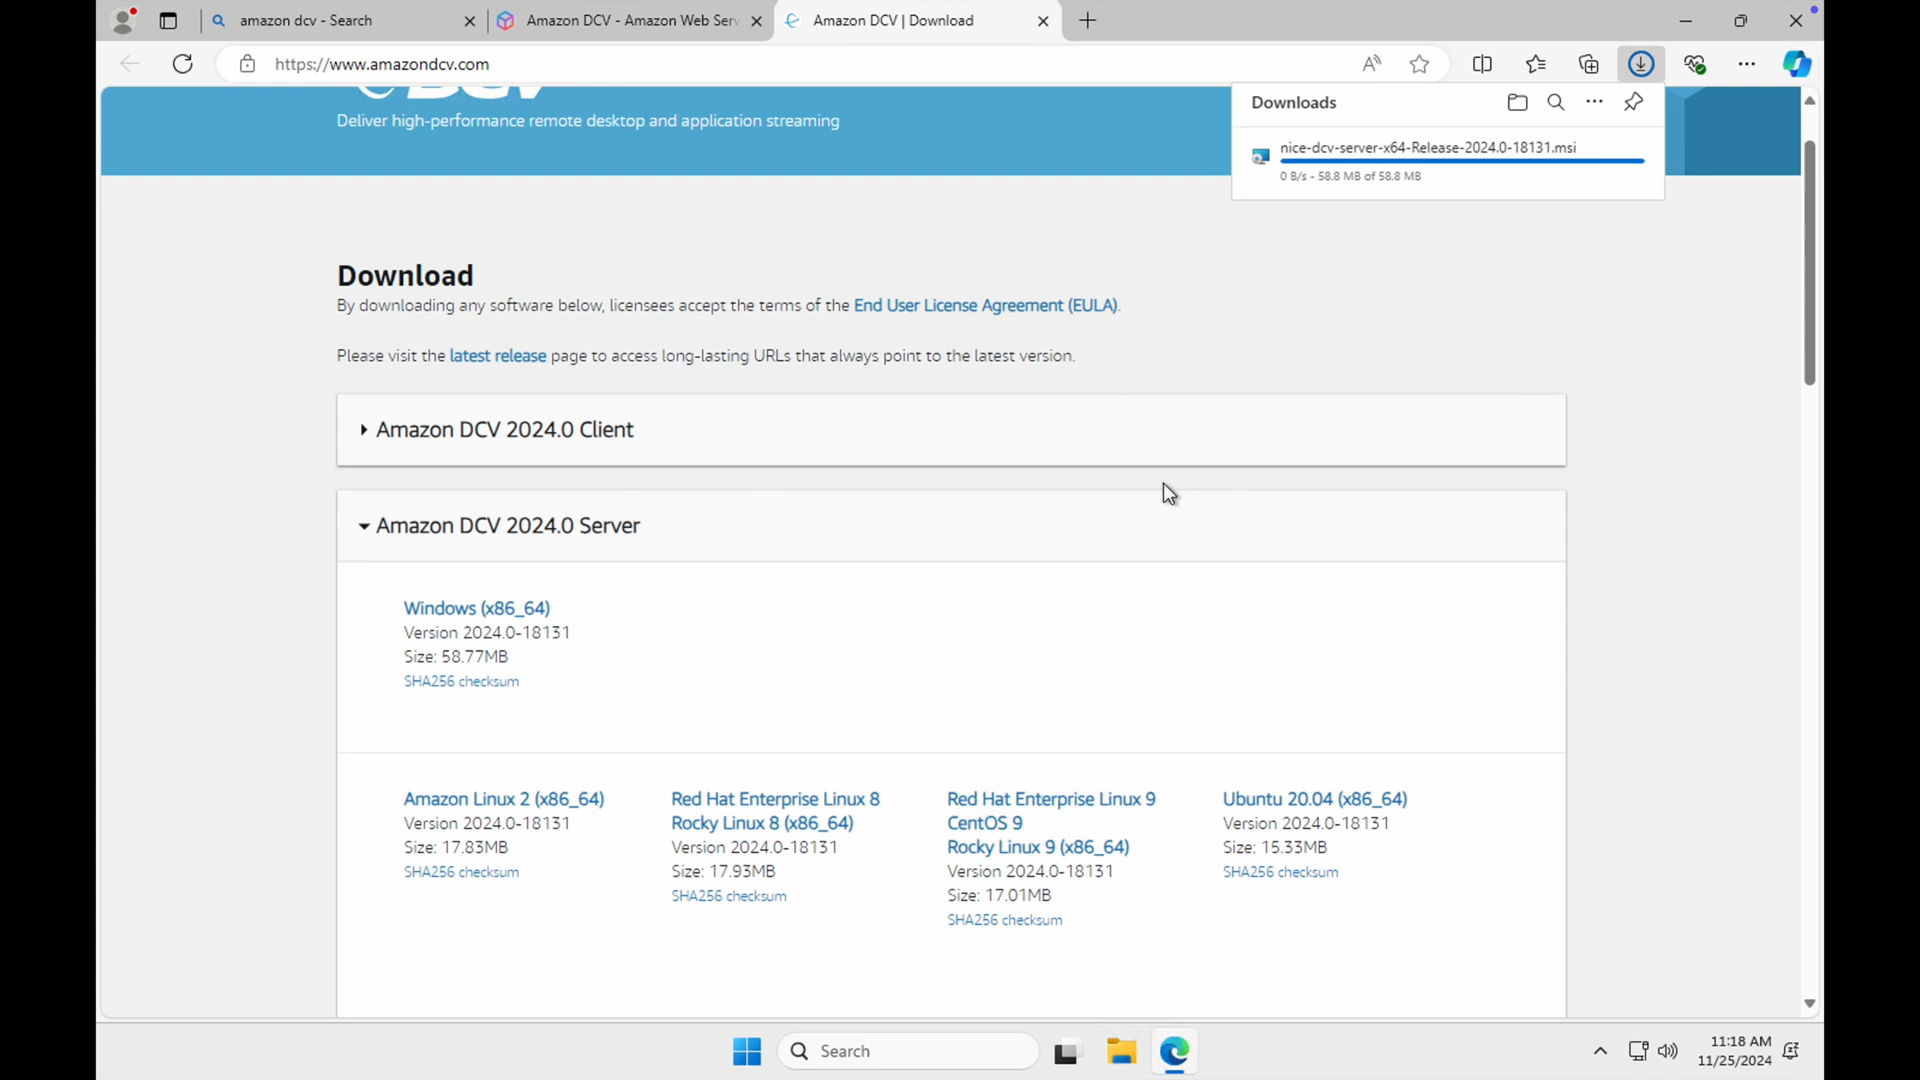 amazon dcv - Search
Amazon DCV - Amazon Web Serv
Amazon DCV | Download
https://www.amazondcv.com
DCV
Deliver high-performance remote desktop and application streaming
Downloads
nice-dcv-server-x64-Release-2024.0-18131.msi
0 B/s - 58.8 MB of 58.8 MB
Download
By downloading any software below, licensees accept the terms of the End User License Agreement (EULA).
Please visit the latest release page to access long-lasting URLs that always point to the latest version.
Amazon DCV 2024.0 Client
Amazon DCV 2024.0 Server
Windows (x86_64)
Version 2024.0-18131
Size: 58.77MB
SHA256 checksum
Amazon Linux 2 (x86_64)
Version 2024.0-18131
Size: 17.83MB
SHA256 checksum
Red Hat Enterprise Linux 8
Rocky Linux 8 (x86_64)
Version 2024.0-18131
Size: 17.93MB
SHA256 checksum
Red Hat Enterprise Linux 9
CentOS 9
Rocky Linux 9 (x86_64)
Version 2024.0-18131
Size: 17.01MB
SHA256 checksum
Ubuntu 20.04 (x86_64)
Version 2024.0-18131
Size: 15.33MB
SHA256 checksum
Search
11:18 AM
11/25/2024